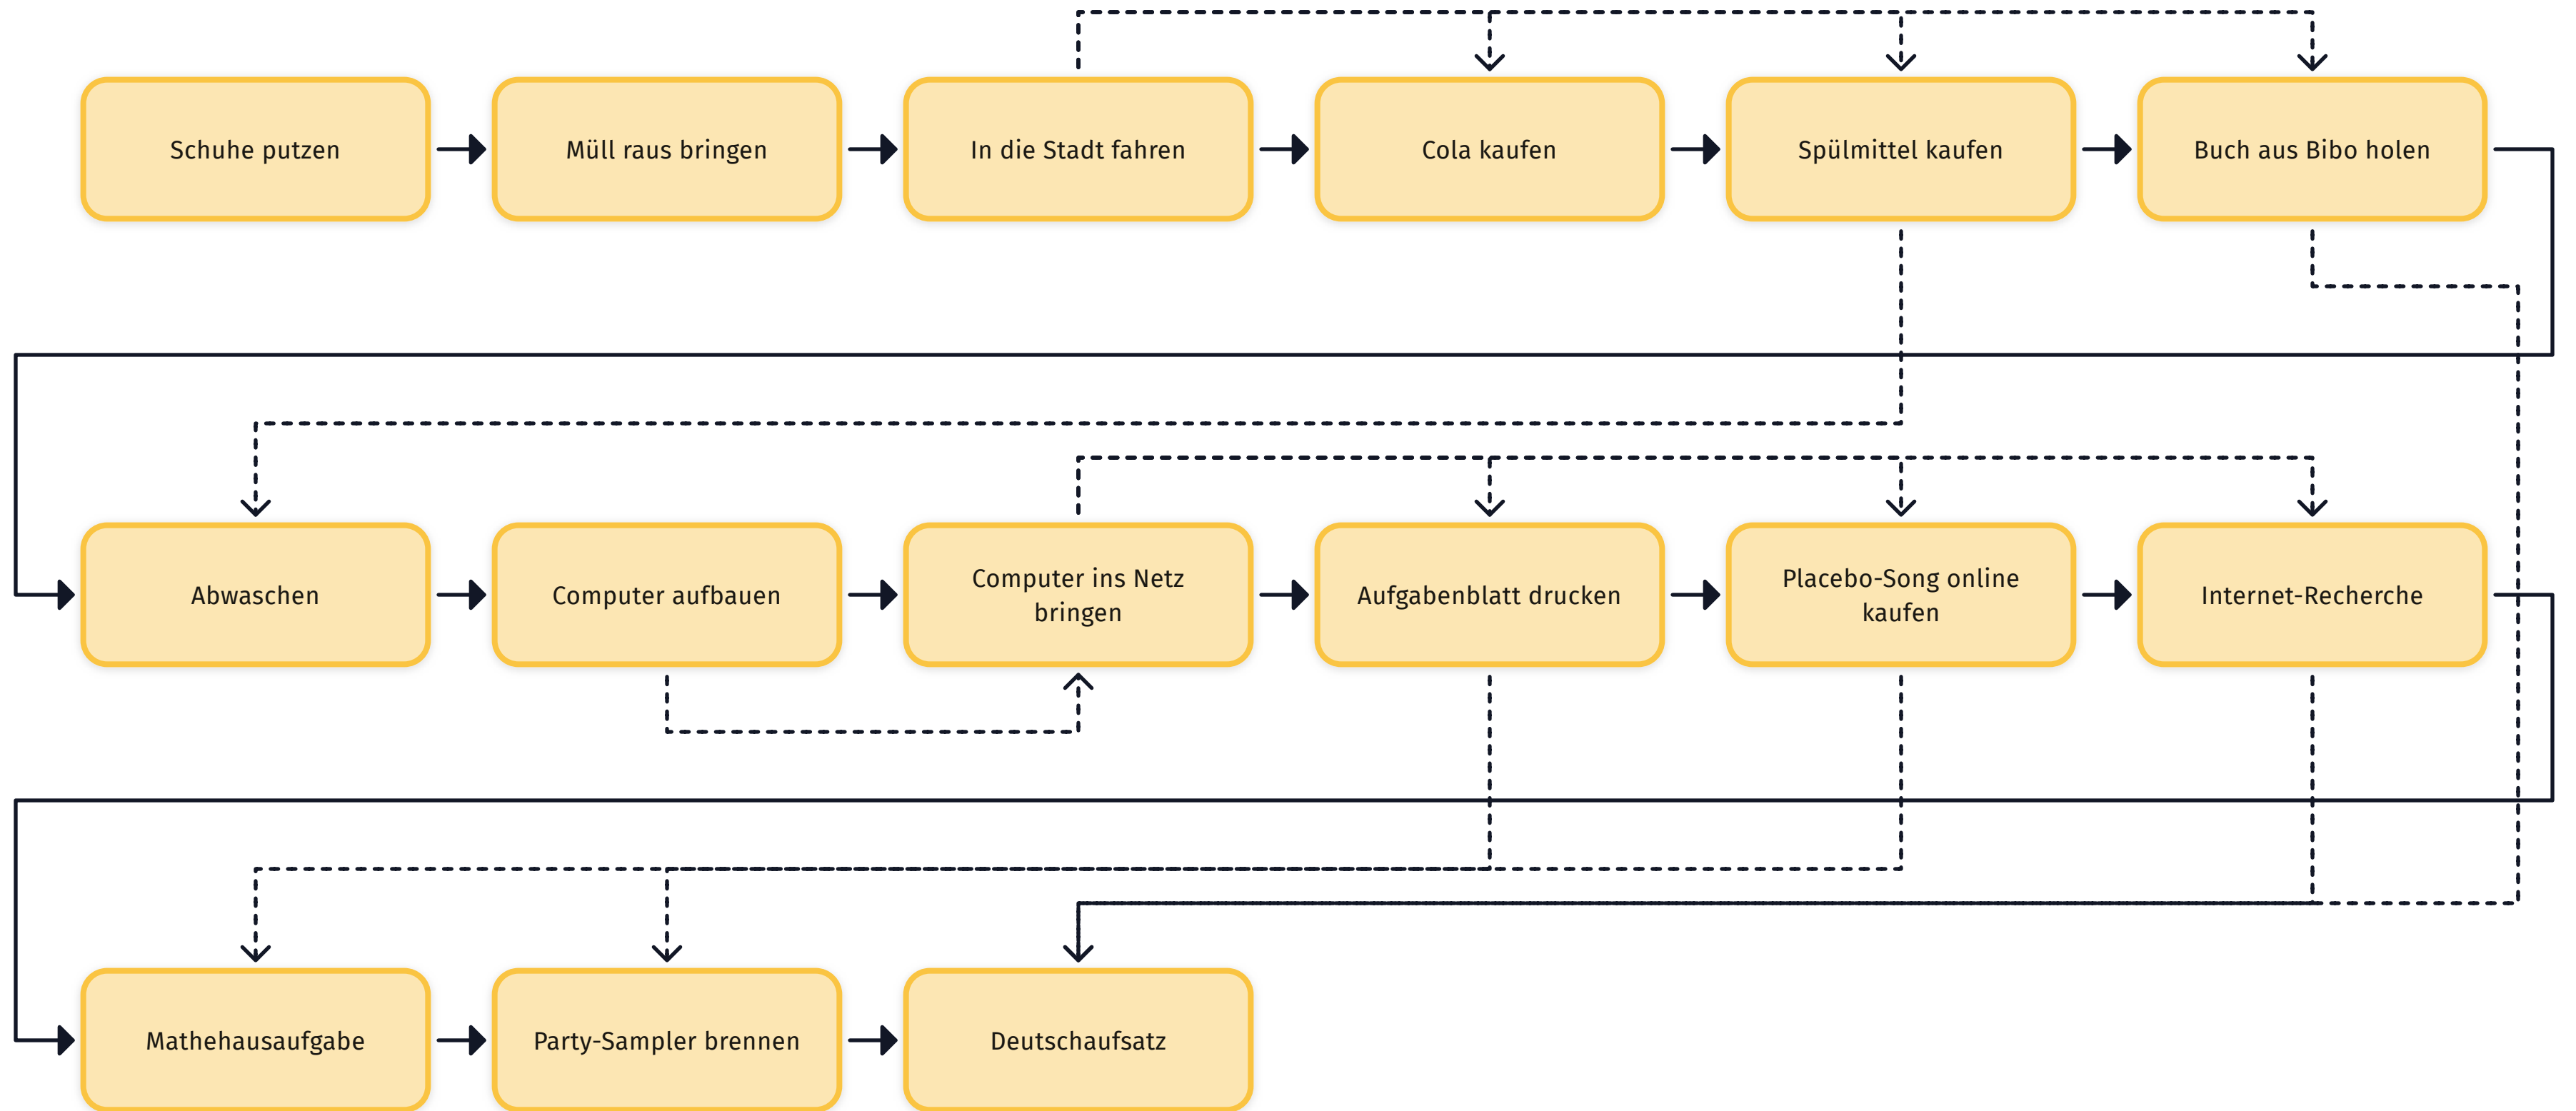 Schuhe putzen
Müll raus bringen
In die Stadt fahren
Cola kaufen
Spülmittel kaufen
Buch aus Bibo holen
Abwaschen
Computer aufbauen
Computer ins Netz
bringen
Aufgabenblatt drucken
Placebo-Song online
kaufen
Internet-Recherche
Mathehausaufgabe
Party-Sampler brennen
Deutschaufsatz